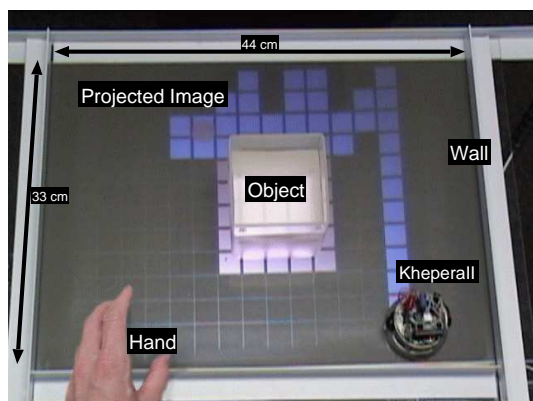 44 cm
Projected Image
Wall
Object
33 cm
KheperaII
Hand